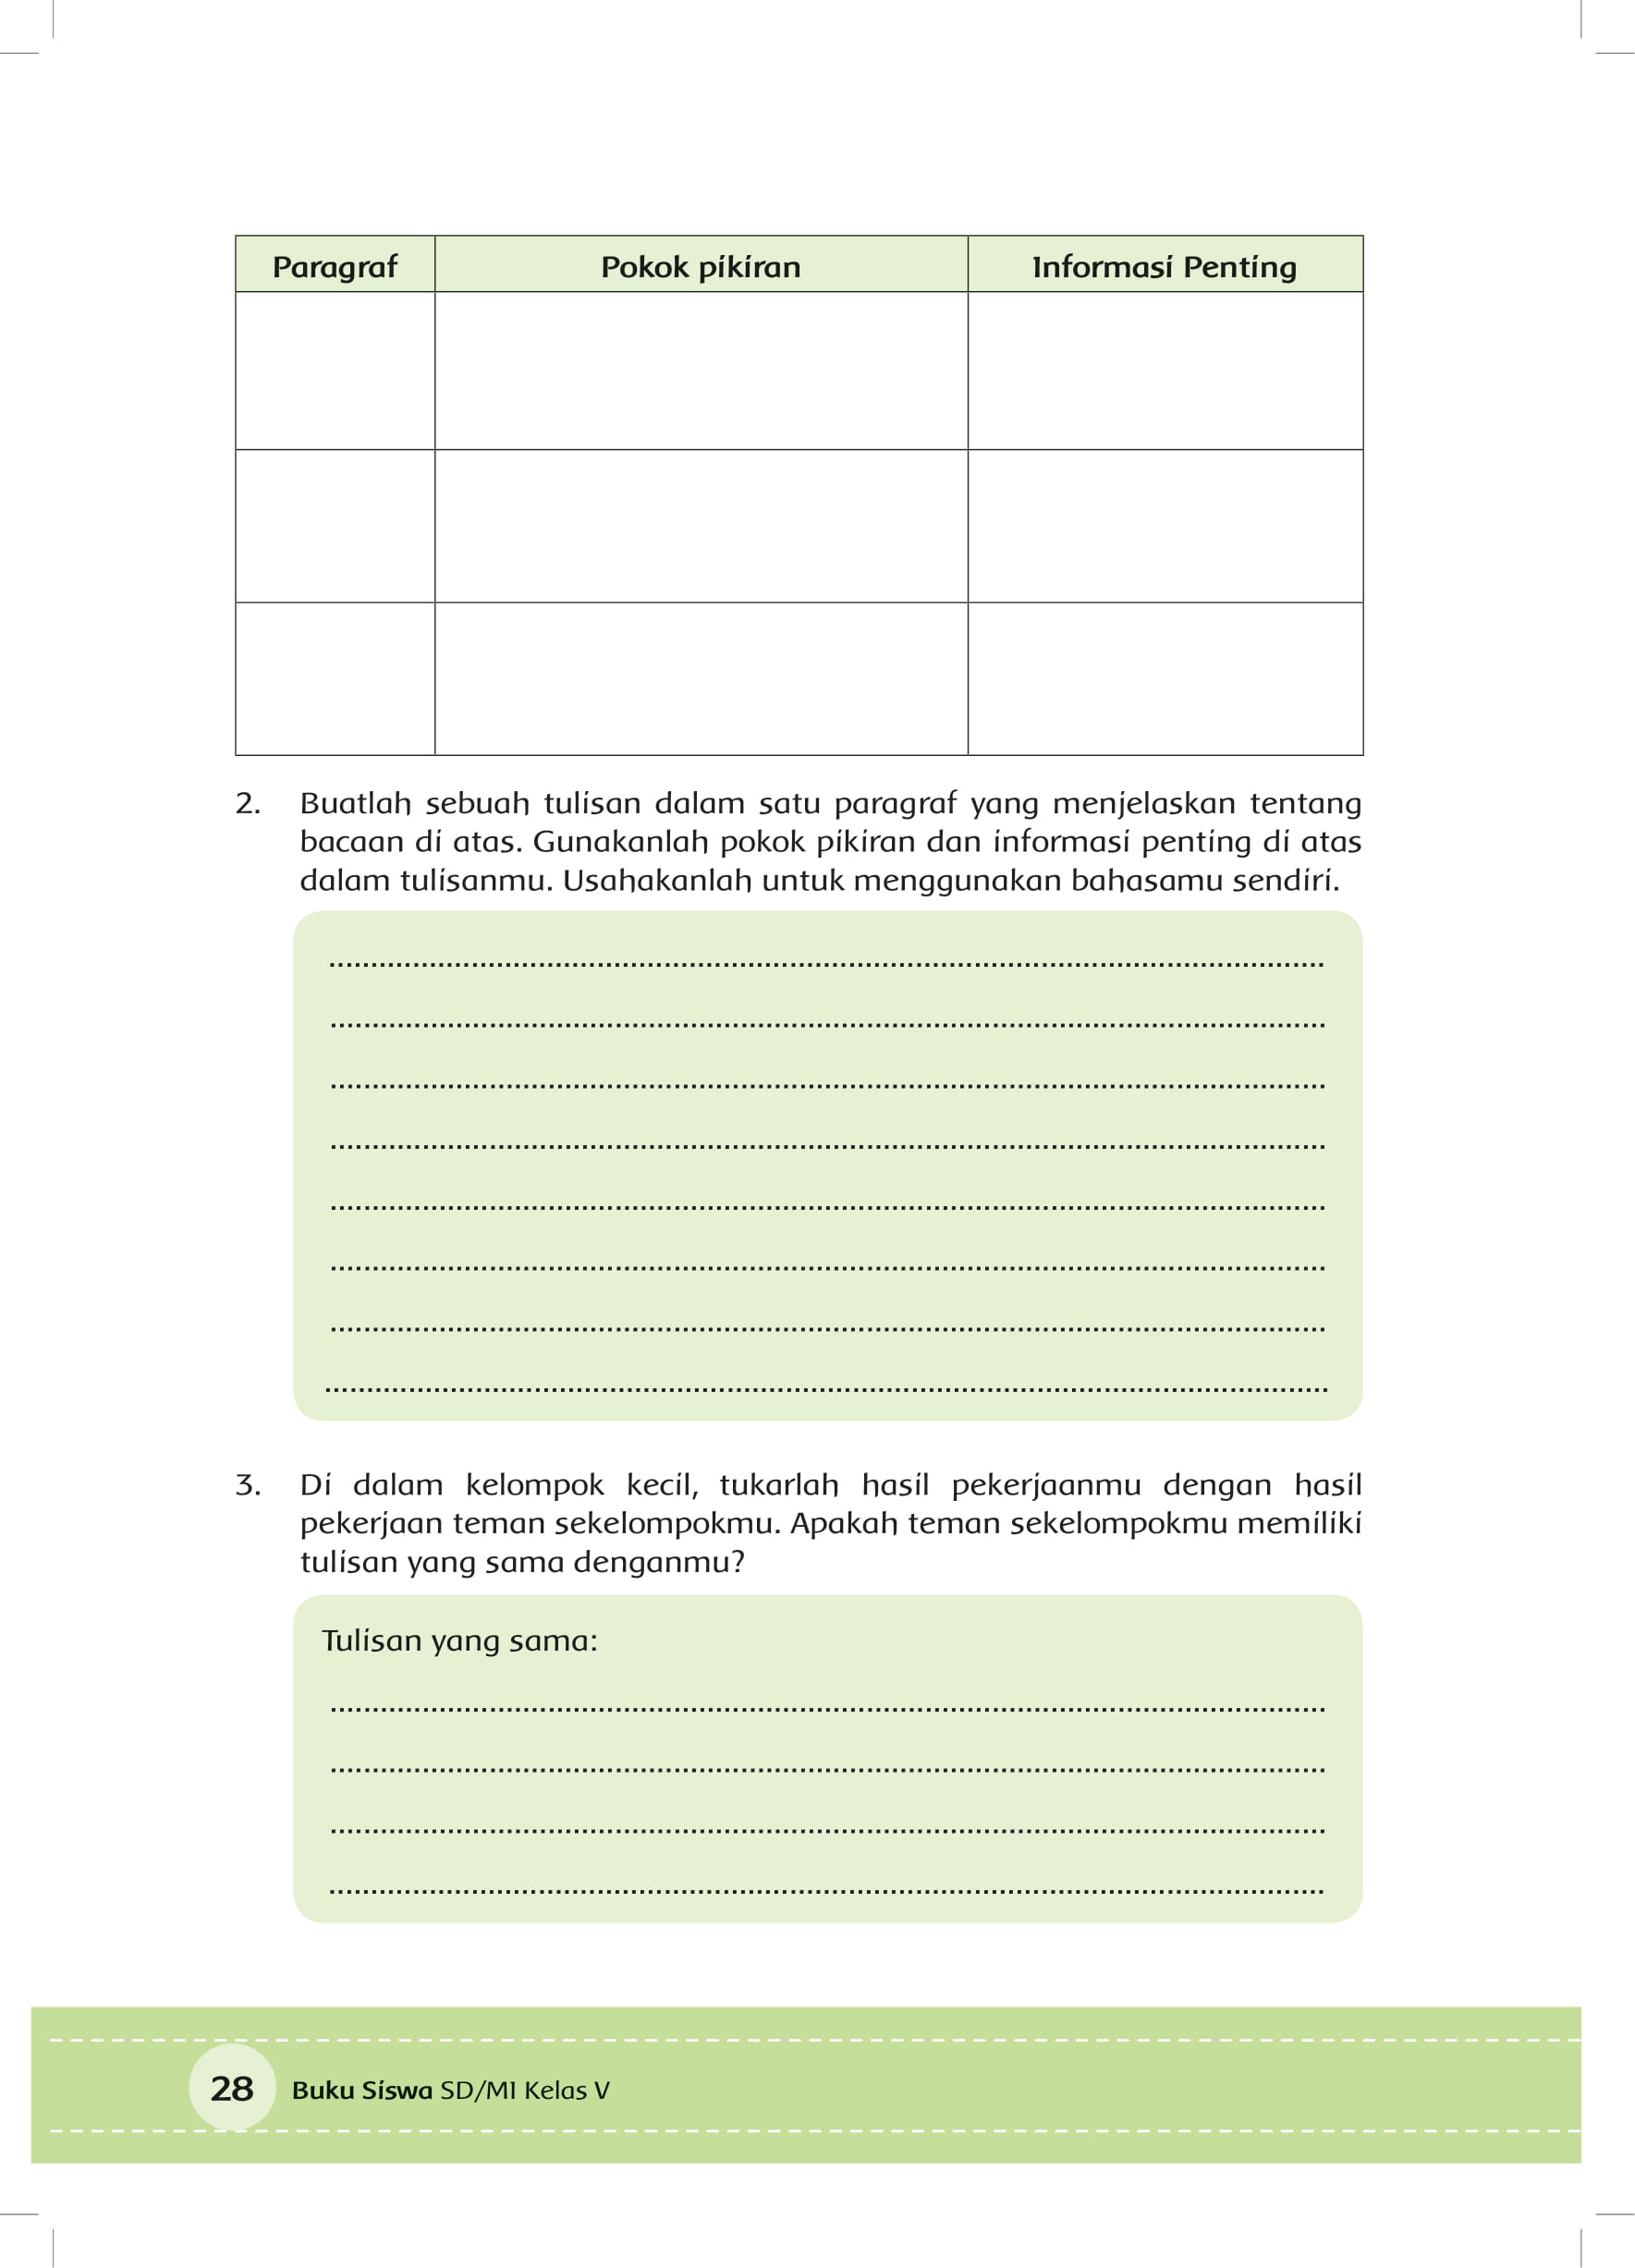 Paragraf Pokok pikiran Informasi Penting
2. Buatlah sebuah tulisan dalam satu paragraf yang menjelaskan tentang
bacaan di atas. Gunakanlah pokok pikiran dan informasi penting di atas
dalam tulisanmu. Usahakanlah untuk menggunakan bahasamu sendiri.
3. Di dalam kelompok kecil, tukarlah hasil pekerjaanmu dengan hasil
pekerjaan teman sekelompokmu. Apakah teman sekelompokmu memiliki
tulisan yang sama denganmu?
Tulisan yang sama:
28 Buku Siswa SD/MI Kelas V